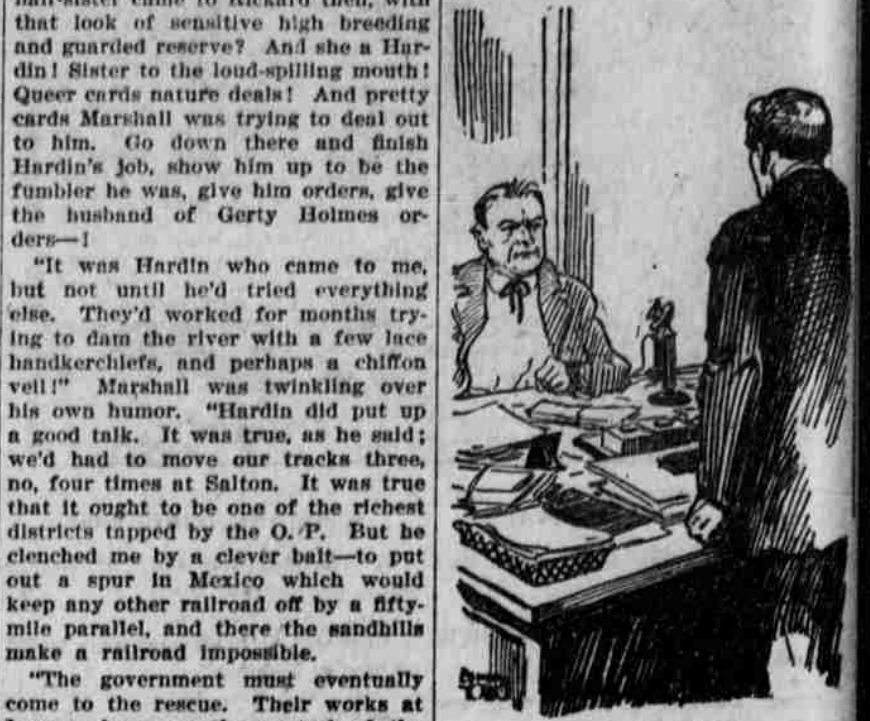 half-sister came to Rickard then, with
that look of sensitive high breeding
and guarded reserve? And she a Har-
din! Sister to the loud-spilling mouth!
Queer cards nature deals! And pretty
cards Marshall was trying to deal out
to him. Go down there and finish
Hardin's job, show him up to be the
fumbler he was, give him orders, give
the husband of Gerty Holmes or-
ders—!
"It was Hardin who came to me,
but not until he'd tried everything
else. They'd worked for months try-
ing to dam the river with a few lace
handkerchiefs, and perhaps a chiffon
veil!" Marshall was twinkling over
his own humor. "Hardin did put up
a good talk. It was true, as he said;
we'd had to move our tracks three,
no, four times at Salton. It was true
that it ought to be one of the richest
districts tapped by the O. P. But he
clenched me by a clever bait—to put
out a spur in Mexico which would
keep any other railroad off by a fifty-
mile parallel, and there the sandhills
make a railroad impossible.
"The government must eventually
come to the rescue. Their works at